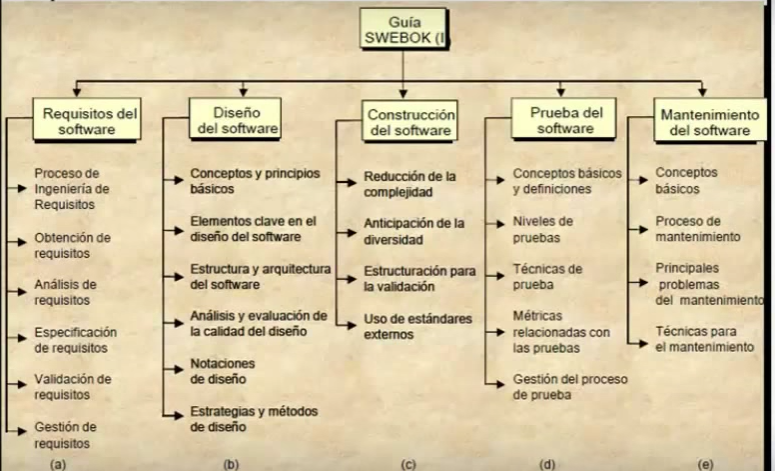 Guía
SWEBOK (I)
Requisitos del
software
Proceso de
Ingeniería de
Requisitos
Obtención de
requisitos
Análisis de
requisitos
Especificación
de requisitos
Validación de
requisitos
Gestión de
requisitos
(a)
Diseño
del software
Conceptos y principios
básicos
Elementos clave en el
diseño del software
Estructura y arquitectura
del software
Análisis y evaluación de
la calidad del diseño
Notaciones
de diseño
Estrategias y métodos
de diseño
(b)
Construcción
del software
Reducción de la
complejidad
Anticipación de la
diversidad
Estructuración para
la validación
Uso de estándares
externos
(c)
Prueba del
software
Conceptos básicos
y definiciones
Niveles de
pruebas
Técnicas de
prueba
Métricas
relacionadas con
las pruebas
Gestión del proceso
de prueba
(d)
Mantenimiento
del software
Conceptos
básicos
Proceso de
mantenimiento
Principales
problemas
del mantenimiento
Técnicas para
el mantenimiento
(e)